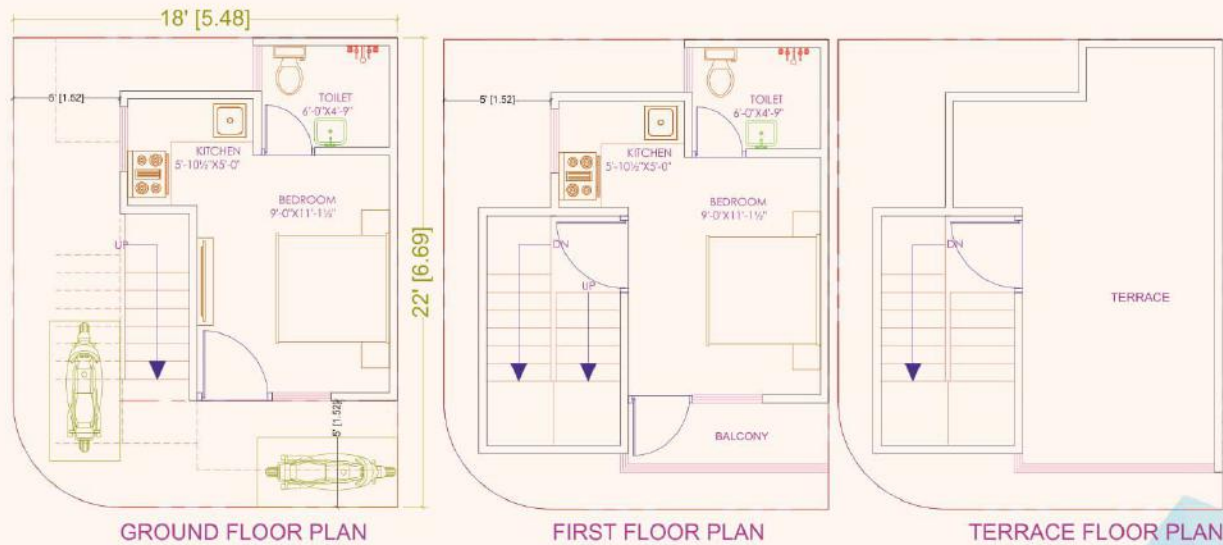 18' [5.48]
5' [1.52]
TOILET
6'-0"X4'-9"
KITCHEN
5'-10½"X5'-0"
BEDROOM
9'-0"X11'-1½"
UP
22' [6.69]
5' [1.52]
GROUND FLOOR PLAN
5' [1.52]
TOILET
6'-0"X4'-9"
KITCHEN
5'-10½"X5'-0"
BEDROOM
9'-0"X11'-1½"
DN
UP
BALCONY
FIRST FLOOR PLAN
DN
TERRACE
TERRACE FLOOR PLAN